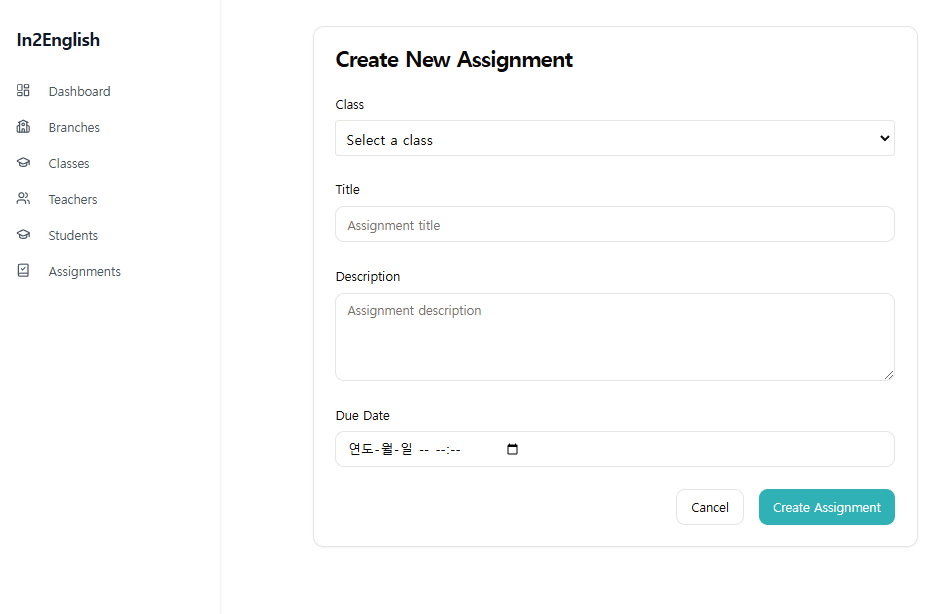 In2English
Dashboard
Branches
Classes
Teachers
Students
Assignments
Create New Assignment
Class
Select a class
Title
Assignment title
Description
Assignment description
Due Date
연도-월-일 -- --:--
Cancel
Create Assignment